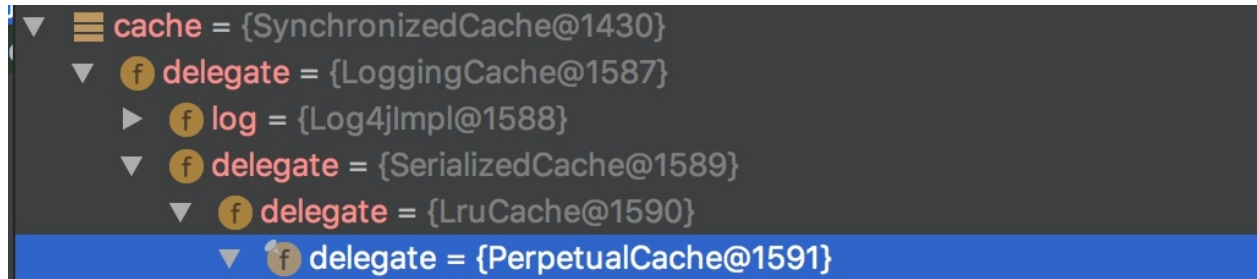 cache = {SynchronizedCache@1430}
f delegate = {LoggingCache@1587}
f log = {Log4jImpl@1588}
f delegate = {SerializedCache@1589}
f delegate = {LruCache@1590}
f delegate = {PerpetualCache@1591}